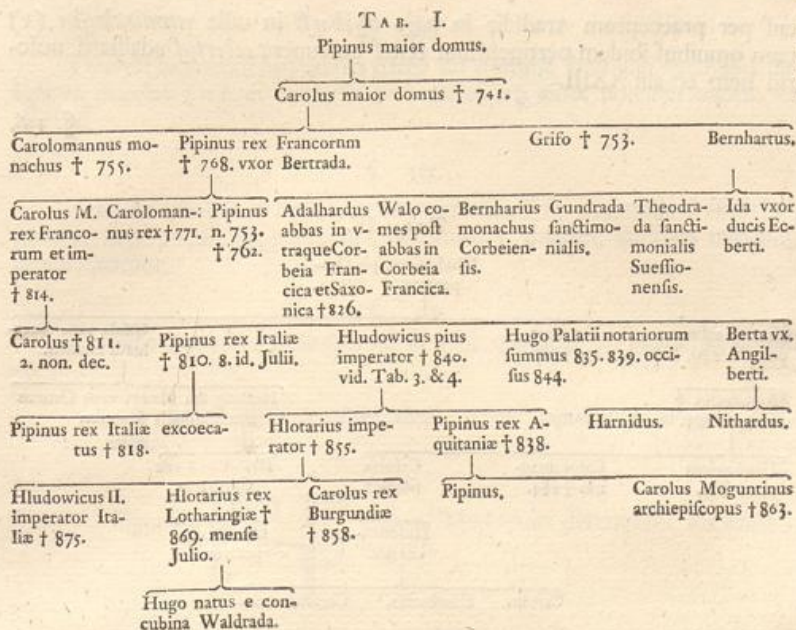 TAB. I.
Pipinus maior domus.
Carolus maior domus † 741.
Carolomannus mo-
nachus † 755.
Pipinus rex Francornm
† 768. vxor Bertrada.
Grifo † 753.
Bernhartus.
Carolus M.
rex Franco-
rum et im-
perator
† 814.
Caroloman-:
nus rex † 771.
Pipinus
n. 753.
† 762.
Adalhardus
abbas in v-
traqueCor-
beia Fran-
cica etSaxo-
nica † 826.
Walo co-
mes poſt
abbas in
Corbeia
Francica.
Bernharius
monachus
Corbeien-
ſis.
Gundrada
ſanctimo-
nialis.
Theodra-
da ſancti-
monialis
Sueſſio-
nenſis.
Ida vxor
ducis Ec-
berti.
Carolus † 811.
2. non. dec.
Pipinus rex Italiæ
† 810. 8. id. Julii.
Hludowicus pius
imperator † 840.
vid. Tab. 3. & 4.
Hugo Palatii notariorum
ſummus 835. 839. occi-
ſus 844.
Berta vx.
Angil-
berti.
Pipinus rex Italiæ excoeca-
tus † 818.
Hlotarius impe-
rator † 855.
Pipinus rex A-
quitaniæ † 838.
Harnidus.
Nithardus.
Hludowicus II.
imperator Ita-
liæ † 875.
Hlotarius rex
Lotharingiæ †
869. menſe
Julio.
Carolus rex
Burgundiæ
† 858.
Pipinus.
Carolus Moguntinus
archiepiſcopus † 863.
Hugo natus e con-
cubina Waldrada.